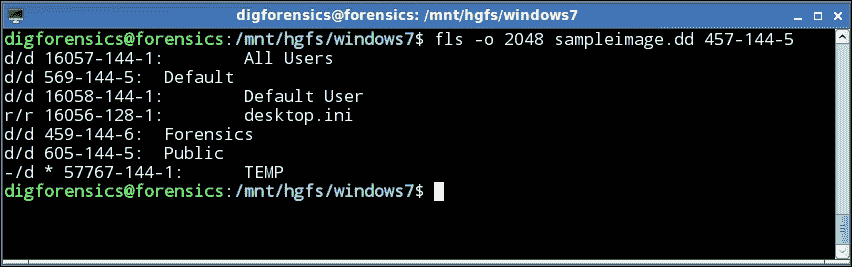 digforensics@forensics: /mnt/hgfs/windows7
digforensics@forensics:/mnt/hgfs/windows7$ fls -o 2048 sampleimage.dd 457-144-5
d/d 16057-144-1:        All Users
d/d 569-144-5:  Default
d/d 16058-144-1:        Default User
r/r 16056-128-1:        desktop.ini
d/d 459-144-6:  Forensics
d/d 605-144-5:  Public
-/d * 57767-144-1:      TEMP
digforensics@forensics:/mnt/hgfs/windows7$